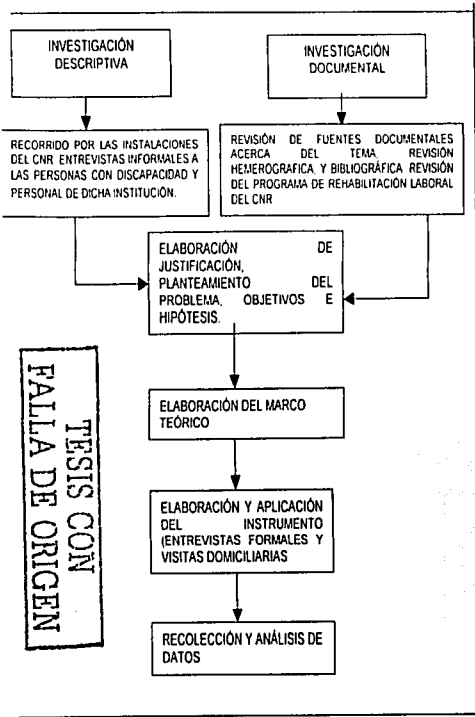 INVESTIGACIÓN
DESCRIPTIVA
INVESTIGACIÓN
DOCUMENTAL
RECORRIDO POR LAS INSTALACIONES
DEL CNR ENTREVISTAS INFORMALES A
LAS PERSONAS CON DISCAPACIDAD Y
PERSONAL DE DICHA INSTITUCIÓN.
REVISIÓN DE FUENTES DOCUMENTALES
ACERCA DEL TEMA, REVISIÓN
HEMEROGRAFICA, Y BIBLIOGRÁFICA REVISIÓN
DEL PROGRAMA DE REHABILITACIÓN LABORAL
DEL CNR
ELABORACIÓN DE
JUSTIFICACIÓN,
PLANTEAMIENTO DEL
PROBLEMA, OBJETIVOS E
HIPÓTESIS.
ELABORACIÓN DEL MARCO
TEÓRICO
ELABORACIÓN Y APLICACIÓN
DEL INSTRUMENTO
(ENTREVISTAS FORMALES Y
VISITAS DOMICILIARIAS
RECOLECCIÓN Y ANÁLISIS DE
DATOS
TESIS CON
FALLA DE ORIGEN